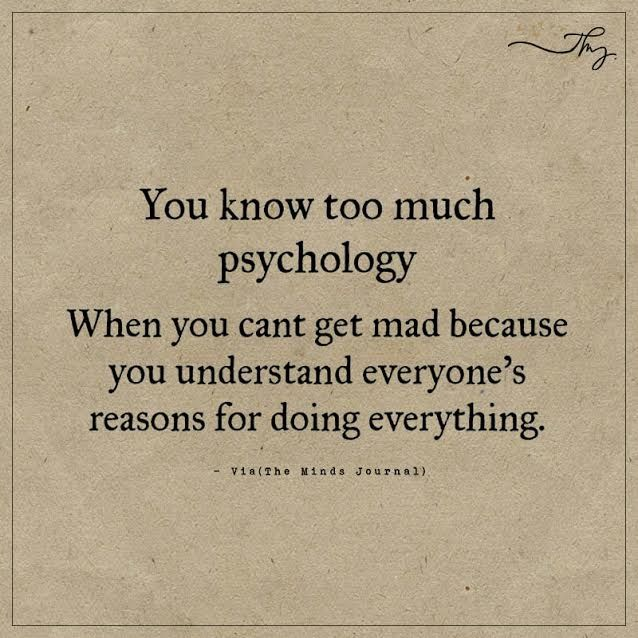 Thmj
You know too much
psychology
When you cant get mad because
you understand everyone’s
reasons for doing everything.
- Via(The Minds Journal)